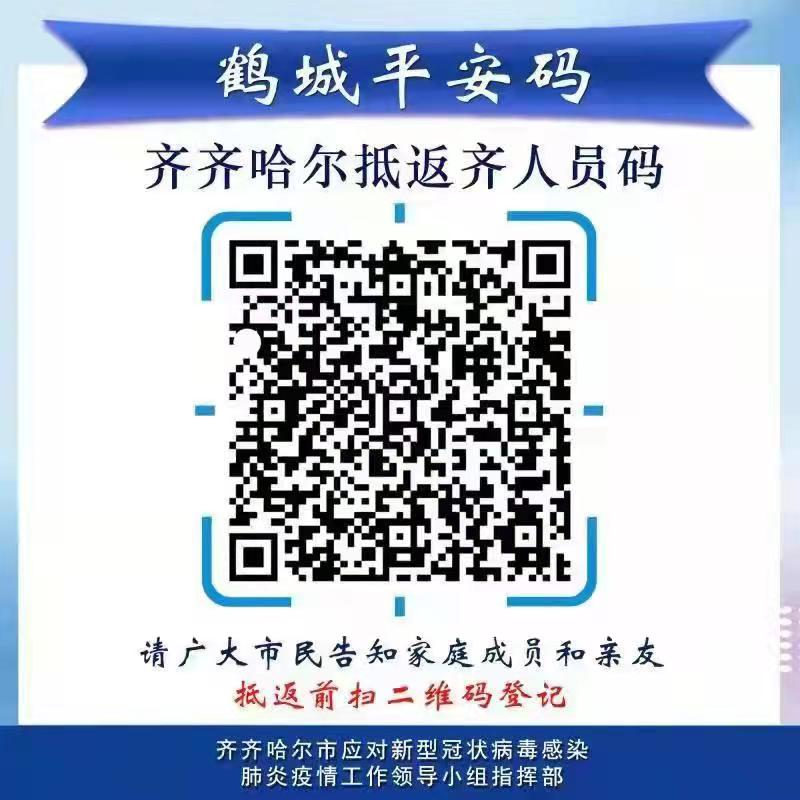 鹤城平安码
齐齐哈尔抵返齐人员码
请广大市民告知家庭成员和亲友
抵返前扫二维码登记
齐齐哈尔市应对新型冠状病毒感染
肺炎疫情工作领导小组指挥部